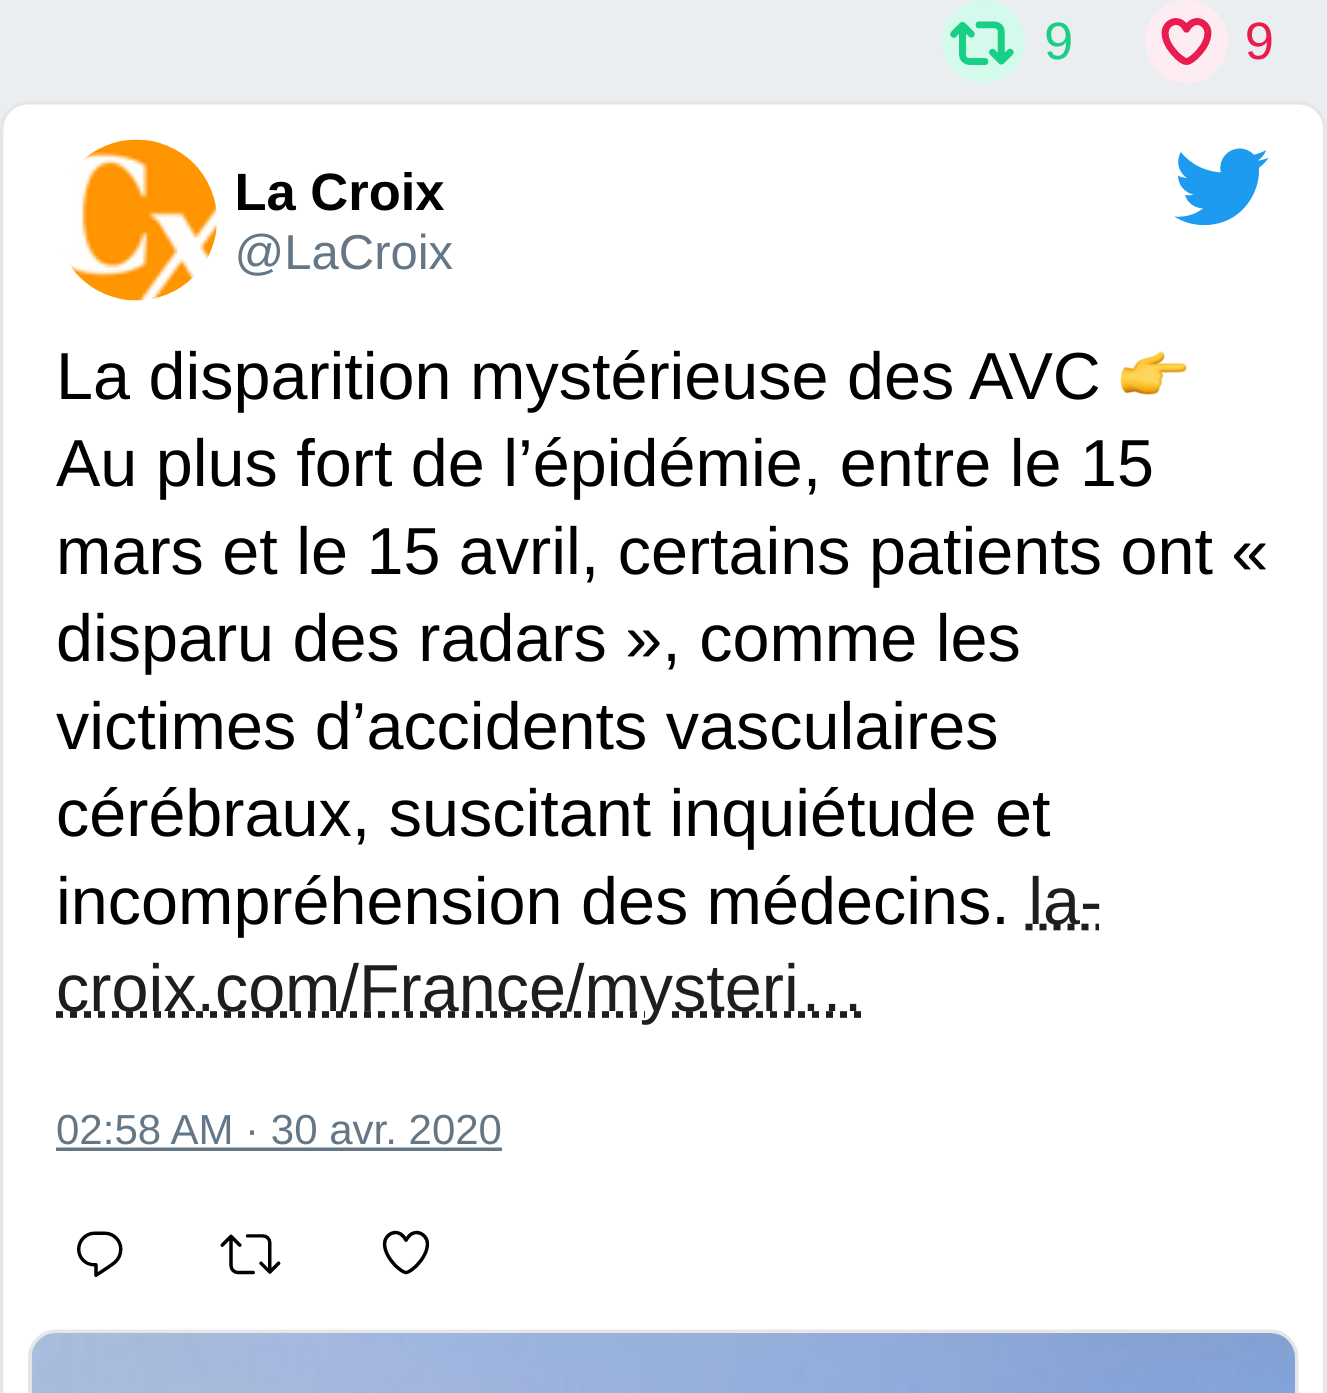 9 9
Cx
La Croix
@LaCroix
La disparition mystérieuse des AVC 👉
Au plus fort de l’épidémie, entre le 15
mars et le 15 avril, certains patients ont «
disparu des radars », comme les
victimes d’accidents vasculaires
cérébraux, suscitant inquiétude et
incompréhension des médecins. la-
croix.com/France/mysteri…
02:58 AM · 30 avr. 2020